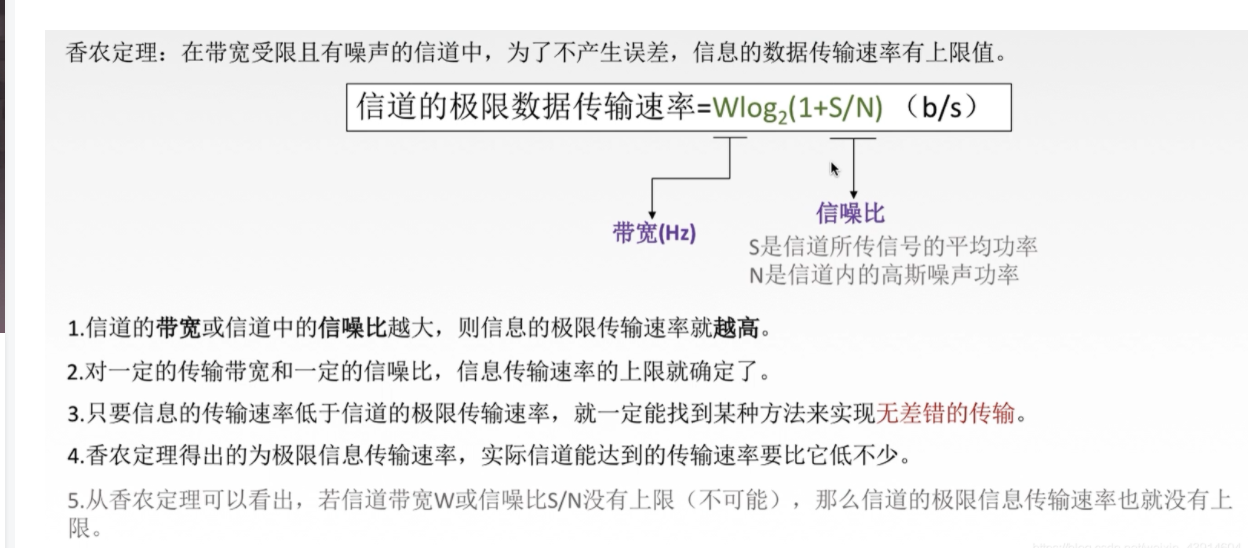 香农定理：在带宽受限且有噪声的信道中，为了不产生误差，信息的数据传输速率有上限值。
信道的极限数据传输速率=Wlog₂(1+S/N) （b/s）
带宽(Hz)
信噪比
S是信道所传信号的平均功率
N是信道内的高斯噪声功率
1.信道的带宽或信道中的信噪比越大，则信息的极限传输速率就越高。
2.对一定的传输带宽和一定的信噪比，信息传输速率的上限就确定了。
3.只要信息的传输速率低于信道的极限传输速率，就一定能找到某种方法来实现无差错的传输。
4.香农定理得出的为极限信息传输速率，实际信道能达到的传输速率要比它低不少。
5.从香农定理可以看出，若信道带宽W或信噪比S/N没有上限（不可能），那么信道的极限信息传输速率也就没有上
限。